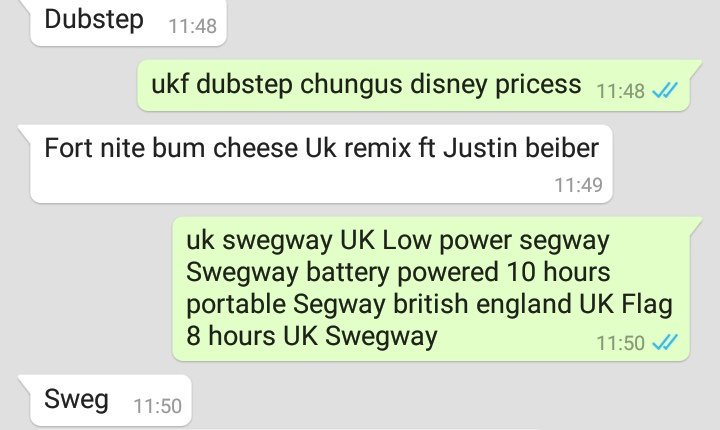 Dubstep 11:48
ukf dubstep chungus disney pricess 11:48
Fort nite bum cheese Uk remix ft Justin beiber
11:49
uk swegway UK Low power segway
Swegway battery powered 10 hours
portable Segway british england UK Flag
8 hours UK Swegway 11:50
Sweg 11:50